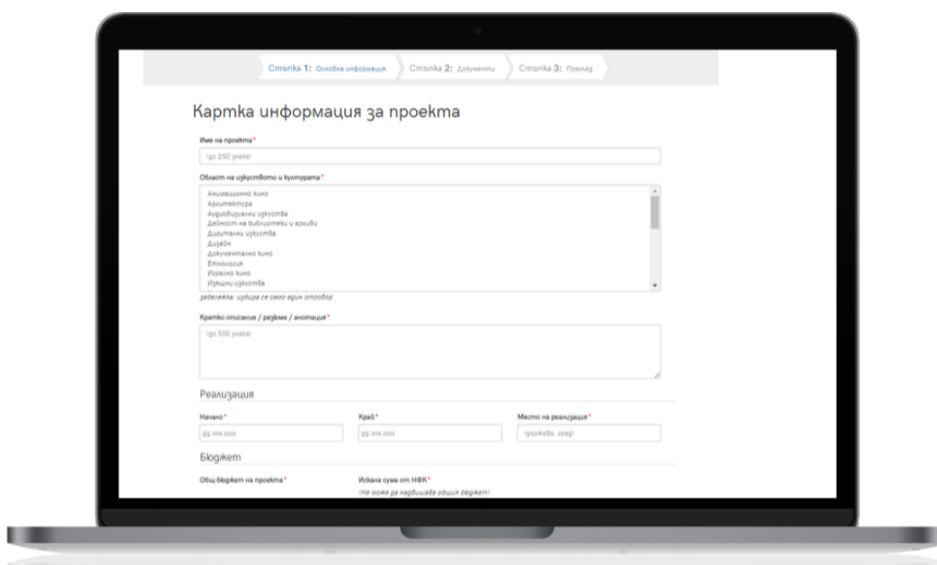 Стъпка 1: Основна информация
Стъпка 2: Документи
Стъпка 3: Преглед
Картка информация за проекта
Име на проекта*
(до 250 знака)
Област на изкуството и културата*
Анимационно кино
Архитектура
Аудиовизуални изкуства
Дейност на библиотеки и архиви
Дигитални изкуства
Дизайн
Документално кино
Етнология
Игрално кино
Изящни изкуства
забележка: избира се само един отговор
Кратко описание / резюме / анотация*
(до 500 знака)
Реализация
Начало*
Край*
Място на реализация*
дд.мм.гггг
дд.мм.гггг
(държава, град)
Бюджет
Общ бюджет на проекта*
Искана сума от НФК*
(Не може да надвишава общия бюджет)